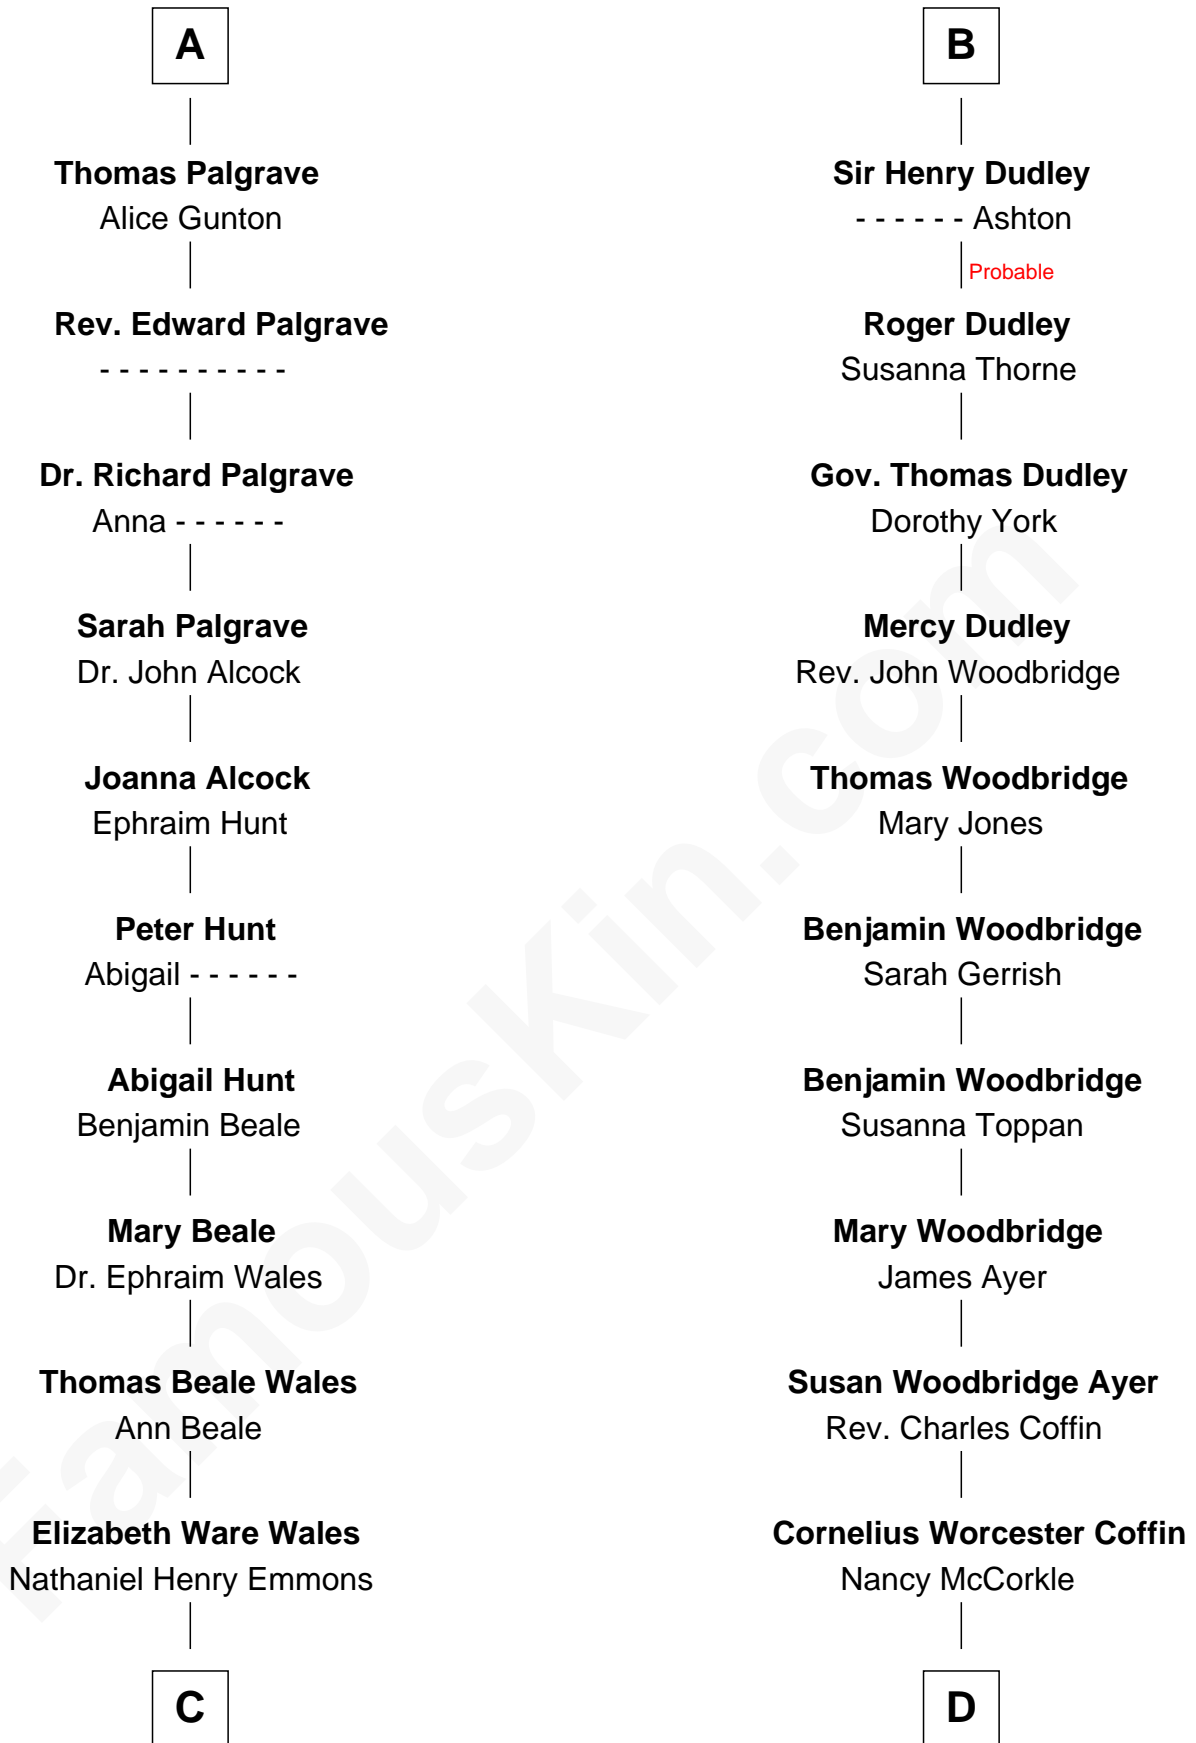 A
Thomas Palgrave
Alice Gunton
Rev. Edward Palgrave
- - - - - - - - - -
Dr. Richard Palgrave
Anna - - - - - -
Sarah Palgrave
Dr. John Alcock
Joanna Alcock
Ephraim Hunt
Peter Hunt
Abigail - - - - - -
Abigail Hunt
Benjamin Beale
Mary Beale
Dr. Ephraim Wales
Thomas Beale Wales
Ann Beale
Elizabeth Ware Wales
Nathaniel Henry Emmons
C
B
Sir Henry Dudley
- - - - - - Ashton
Probable
Roger Dudley
Susanna Thorne
Gov. Thomas Dudley
Dorothy York
Mercy Dudley
Rev. John Woodbridge
Thomas Woodbridge
Mary Jones
Benjamin Woodbridge
Sarah Gerrish
Benjamin Woodbridge
Susanna Toppan
Mary Woodbridge
James Ayer
Susan Woodbridge Ayer
Rev. Charles Coffin
Cornelius Worcester Coffin
Nancy McCorkle
D
FamousKin.com